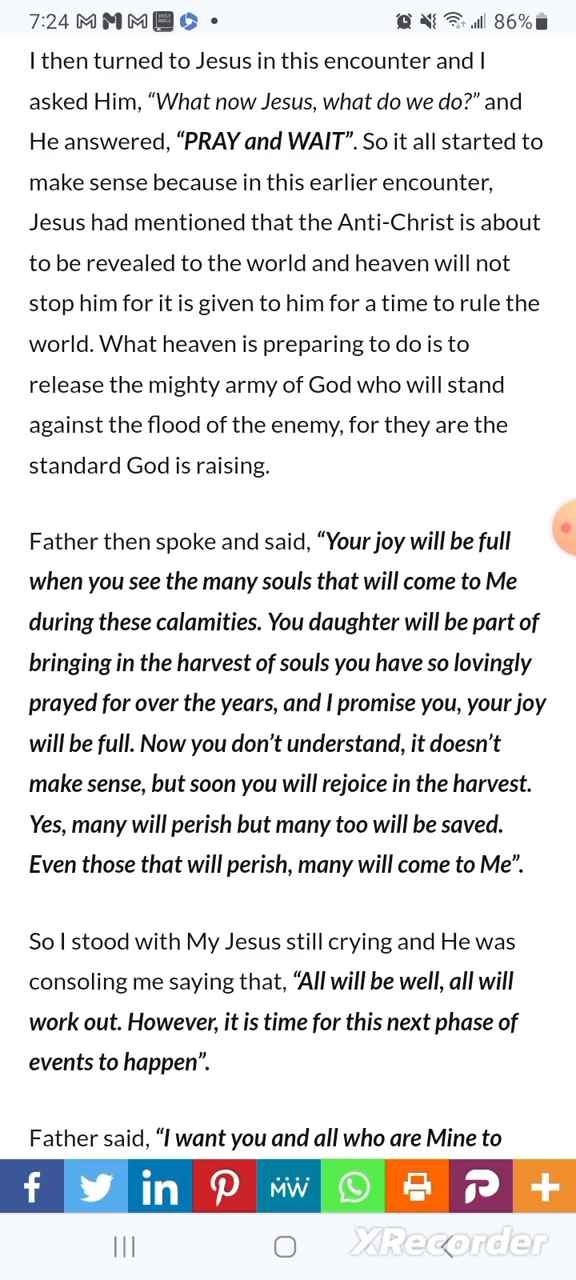 7:24
86%
I then turned to Jesus in this encounter and I
asked Him, “What now Jesus, what do we do?” and
He answered, “PRAY and WAIT”. So it all started to
make sense because in this earlier encounter,
Jesus had mentioned that the Anti-Christ is about
to be revealed to the world and heaven will not
stop him for it is given to him for a time to rule the
world. What heaven is preparing to do is to
release the mighty army of God who will stand
against the flood of the enemy, for they are the
standard God is raising.
Father then spoke and said, “Your joy will be full
when you see the many souls that will come to Me
during these calamities. You daughter will be part of
bringing in the harvest of souls you have so lovingly
prayed for over the years, and I promise you, your joy
will be full. Now you don’t understand, it doesn’t
make sense, but soon you will rejoice in the harvest.
Yes, many will perish but many too will be saved.
Even those that will perish, many will come to Me”.
So I stood with My Jesus still crying and He was
consoling me saying that, “All will be well, all will
work out. However, it is time for this next phase of
events to happen”.
Father said, “I want you and all who are Mine to
MW
XRecorder